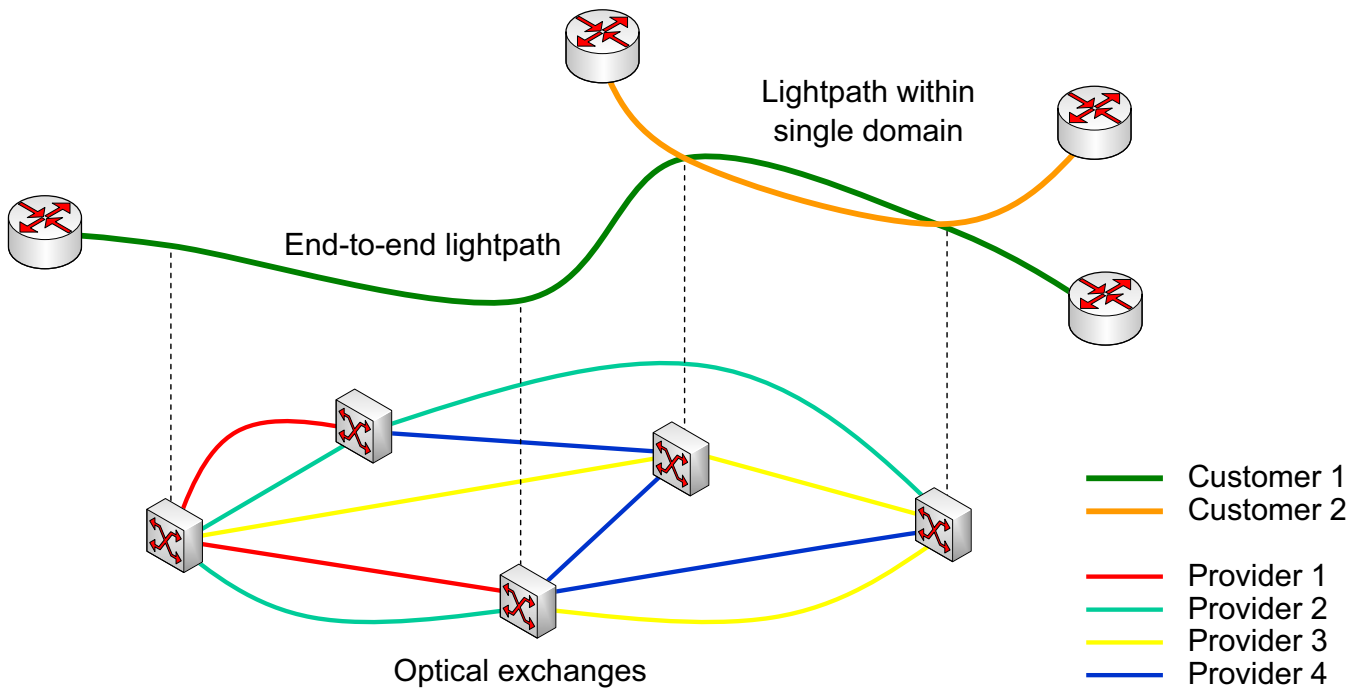 Lightpath within
single domain
End-to-end lightpath
Optical exchanges
Customer 1
Customer 2
Provider 1
Provider 2
Provider 3
Provider 4